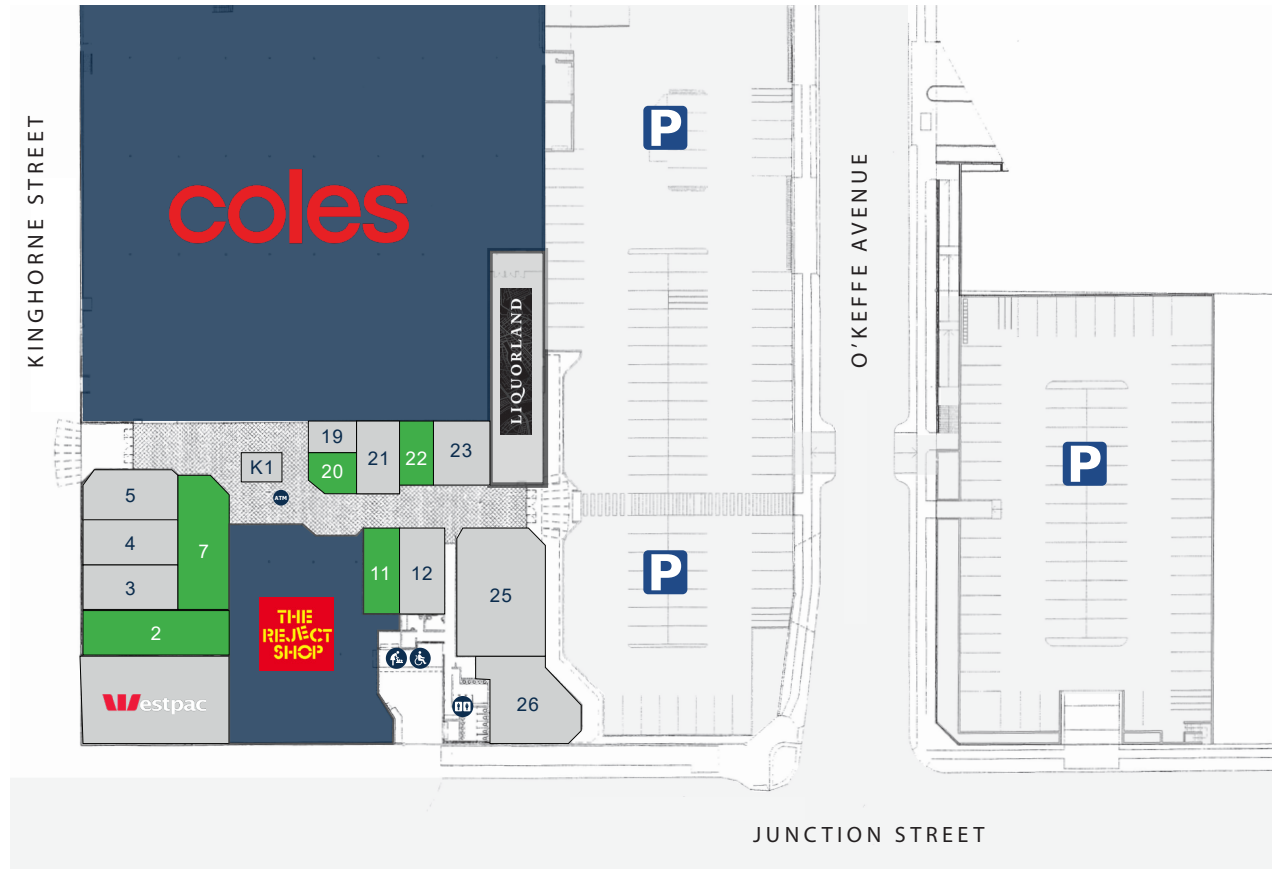 KINGHORNE STREET
coles
LIQUORLAND
P
O'KEFFE AVENUE
19
20
21
22
23
K1
ATM
5
4
3
7
2
Westpac
THE
REJECT
SHOP
11
12
25
26
P
P
JUNCTION STREET